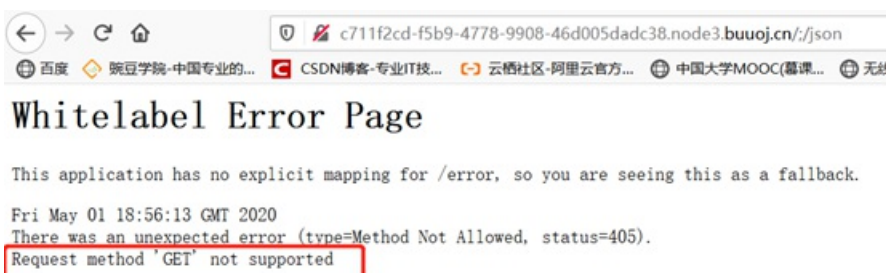 c711f2cd-f5b9-4778-9908-46d005dadc38.node3.buuoj.cn/;/json
百度 豌豆学院-中国专业的... C CSDN博客-专业IT技... 云栖社区-阿里云官方... 中国大学MOOC(慕课... 无线
Whitelabel Error Page
This application has no explicit mapping for /error, so you are seeing this as a fallback.
Fri May 01 18:56:13 GMT 2020
There was an unexpected error (type=Method Not Allowed, status=405).
Request method 'GET' not supported